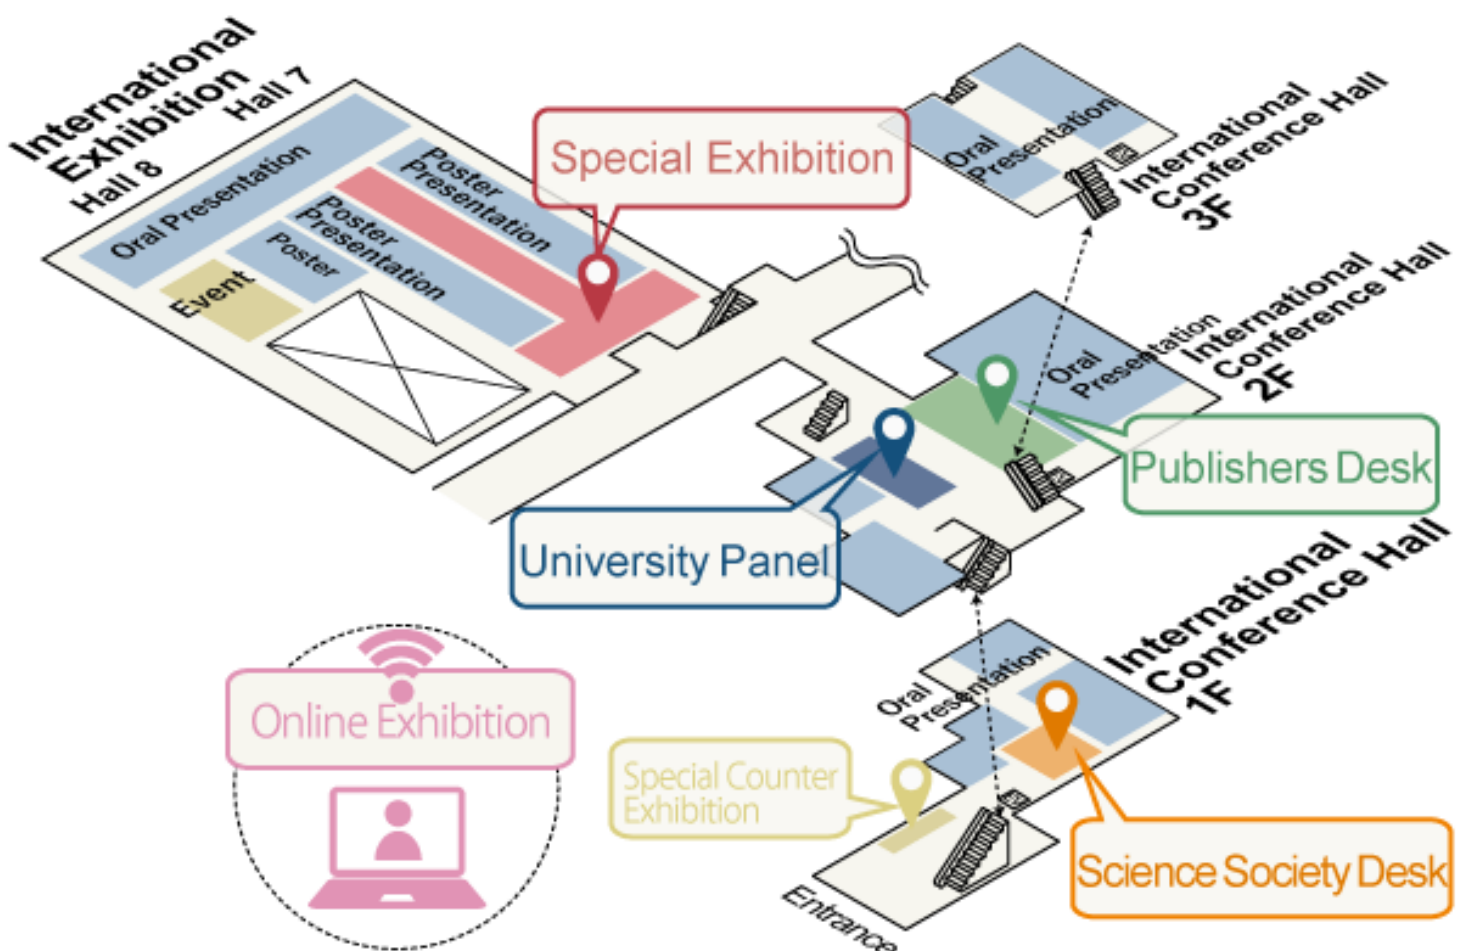 International
Exhibition
Hall 7
Hall 8
Oral Presentation
Poster
Presentation
Poster
Presentation
Poster
Event
Special Exhibition
Oral
Presentation
International
Conference Hall
3F
Oral
Presentation
International
Conference Hall
2F
Publishers Desk
University Panel
International
Conference Hall
1F
Oral
Presentation
Online Exhibition
Special Counter
Exhibition
Science Society Desk
Entrance